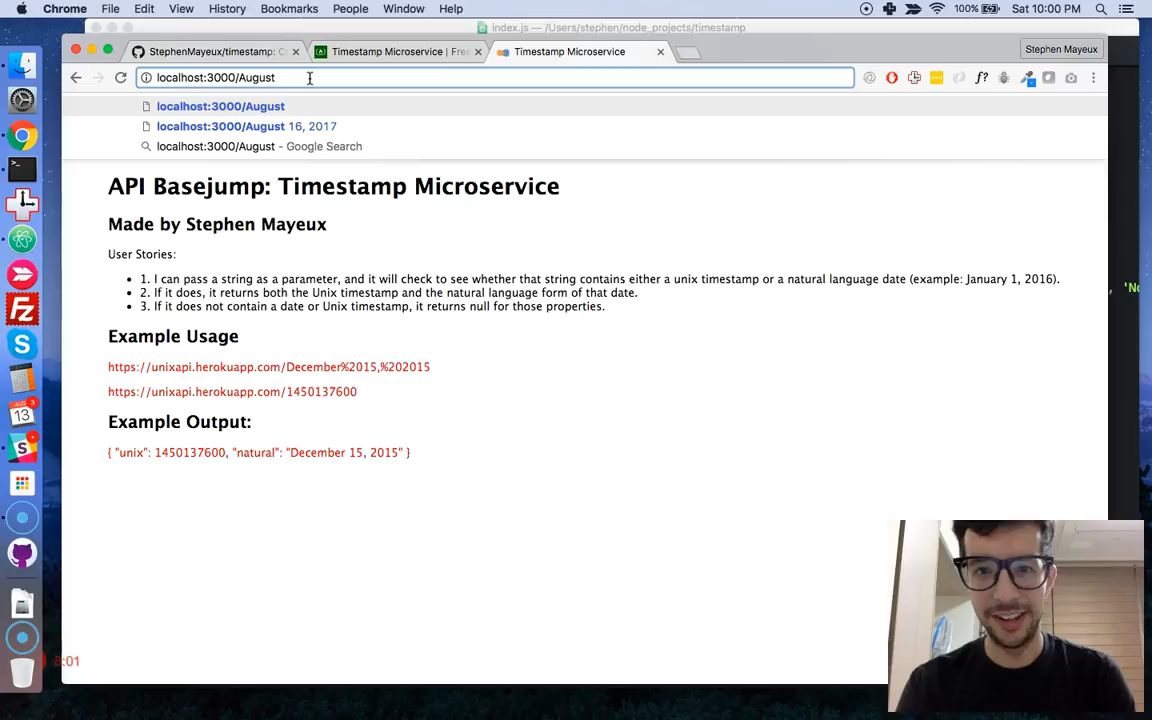 Chrome File Edit View History Bookmarks People Window Help 100% Sat 10:00 PM
index.js — /Users/stephen/node_projects/timestamp
StephenMayeux/timestamp: C Timestamp Microservice | Free Timestamp Microservice Stephen Mayeux
localhost:3000/August
localhost:3000/August
localhost:3000/August 16, 2017
localhost:3000/August - Google Search
API Basejump: Timestamp Microservice
Made by Stephen Mayeux
User Stories:
1. I can pass a string as a parameter, and it will check to see whether that string contains either a unix timestamp or a natural language date (example: January 1, 2016).
2. If it does, it returns both the Unix timestamp and the natural language form of that date.
3. If it does not contain a date or Unix timestamp, it returns null for those properties.
Example Usage
https://unixapi.herokuapp.com/December%2015,%202015
https://unixapi.herokuapp.com/1450137600
Example Output:
{ "unix": 1450137600, "natural": "December 15, 2015" }